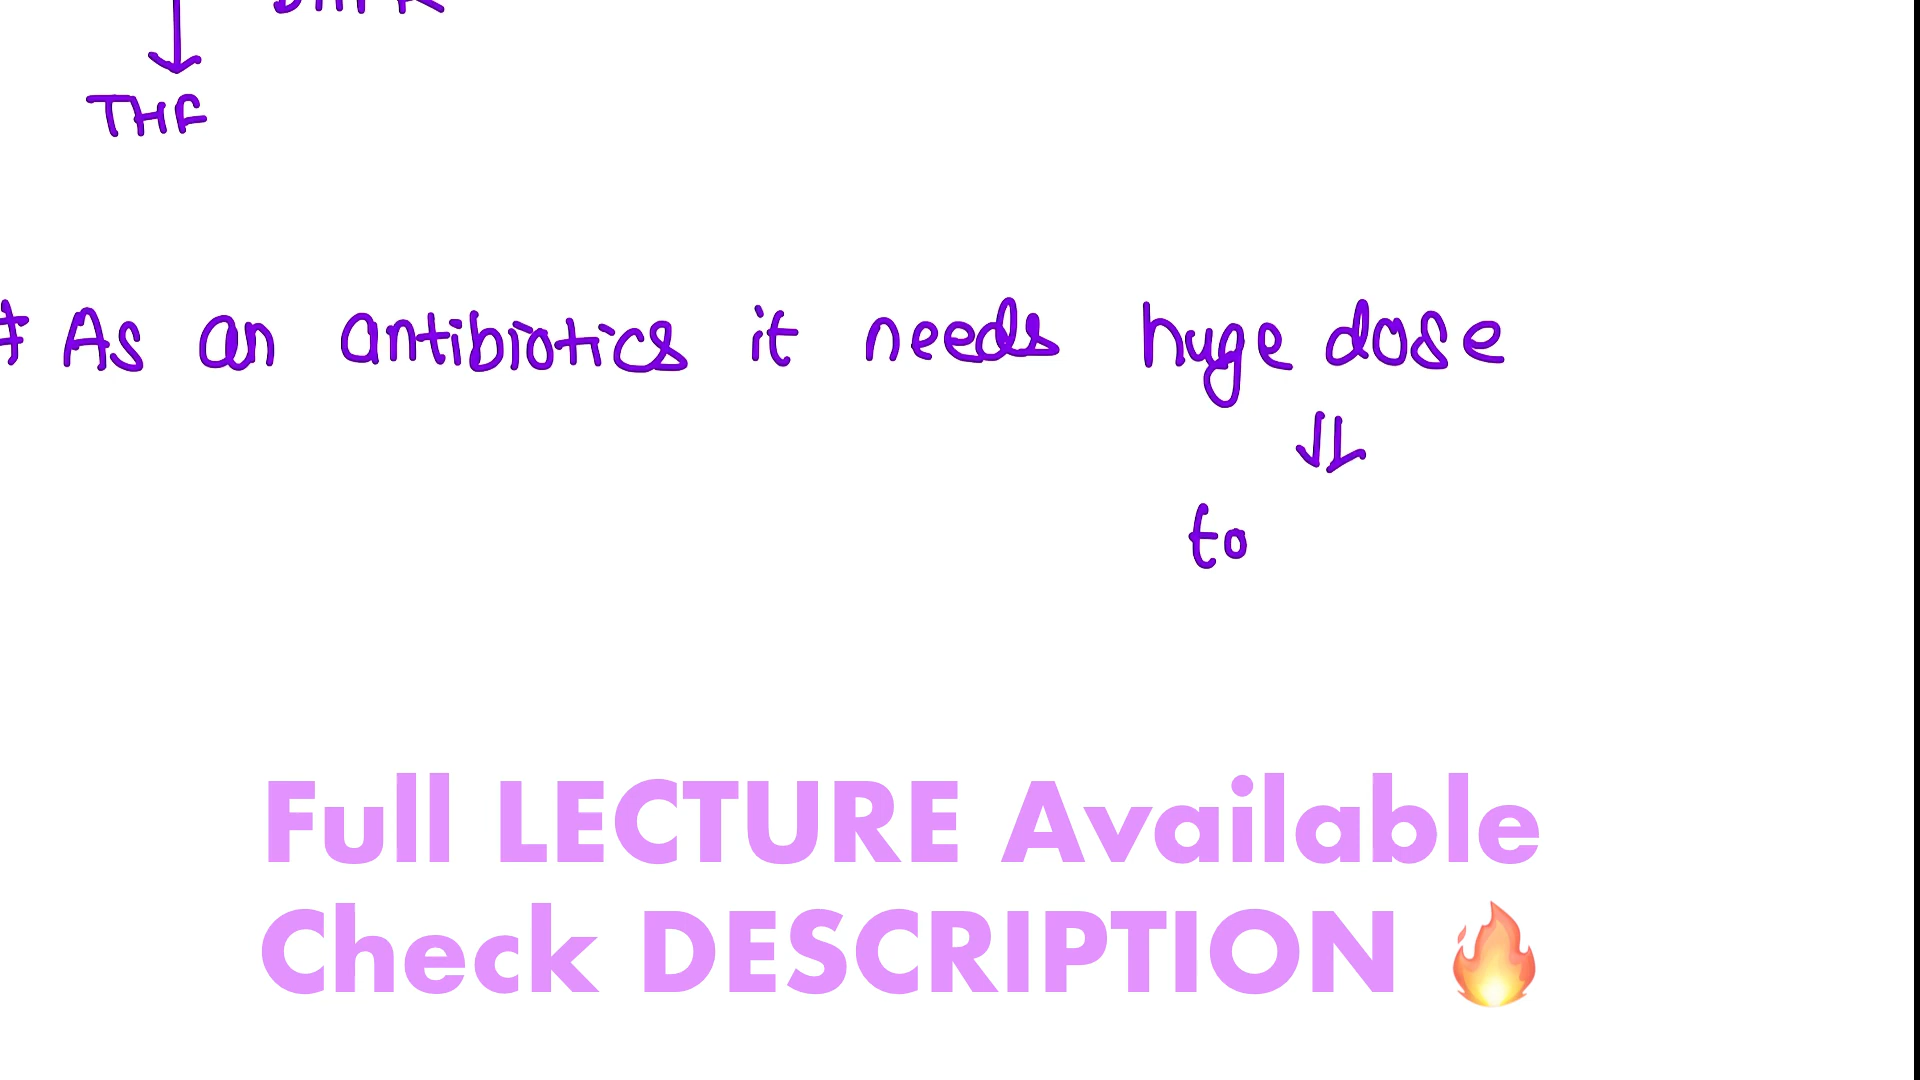 THF
# As an antibiotics it needs huge dose
to
Full LECTURE Available
Check DESCRIPTION 🔥